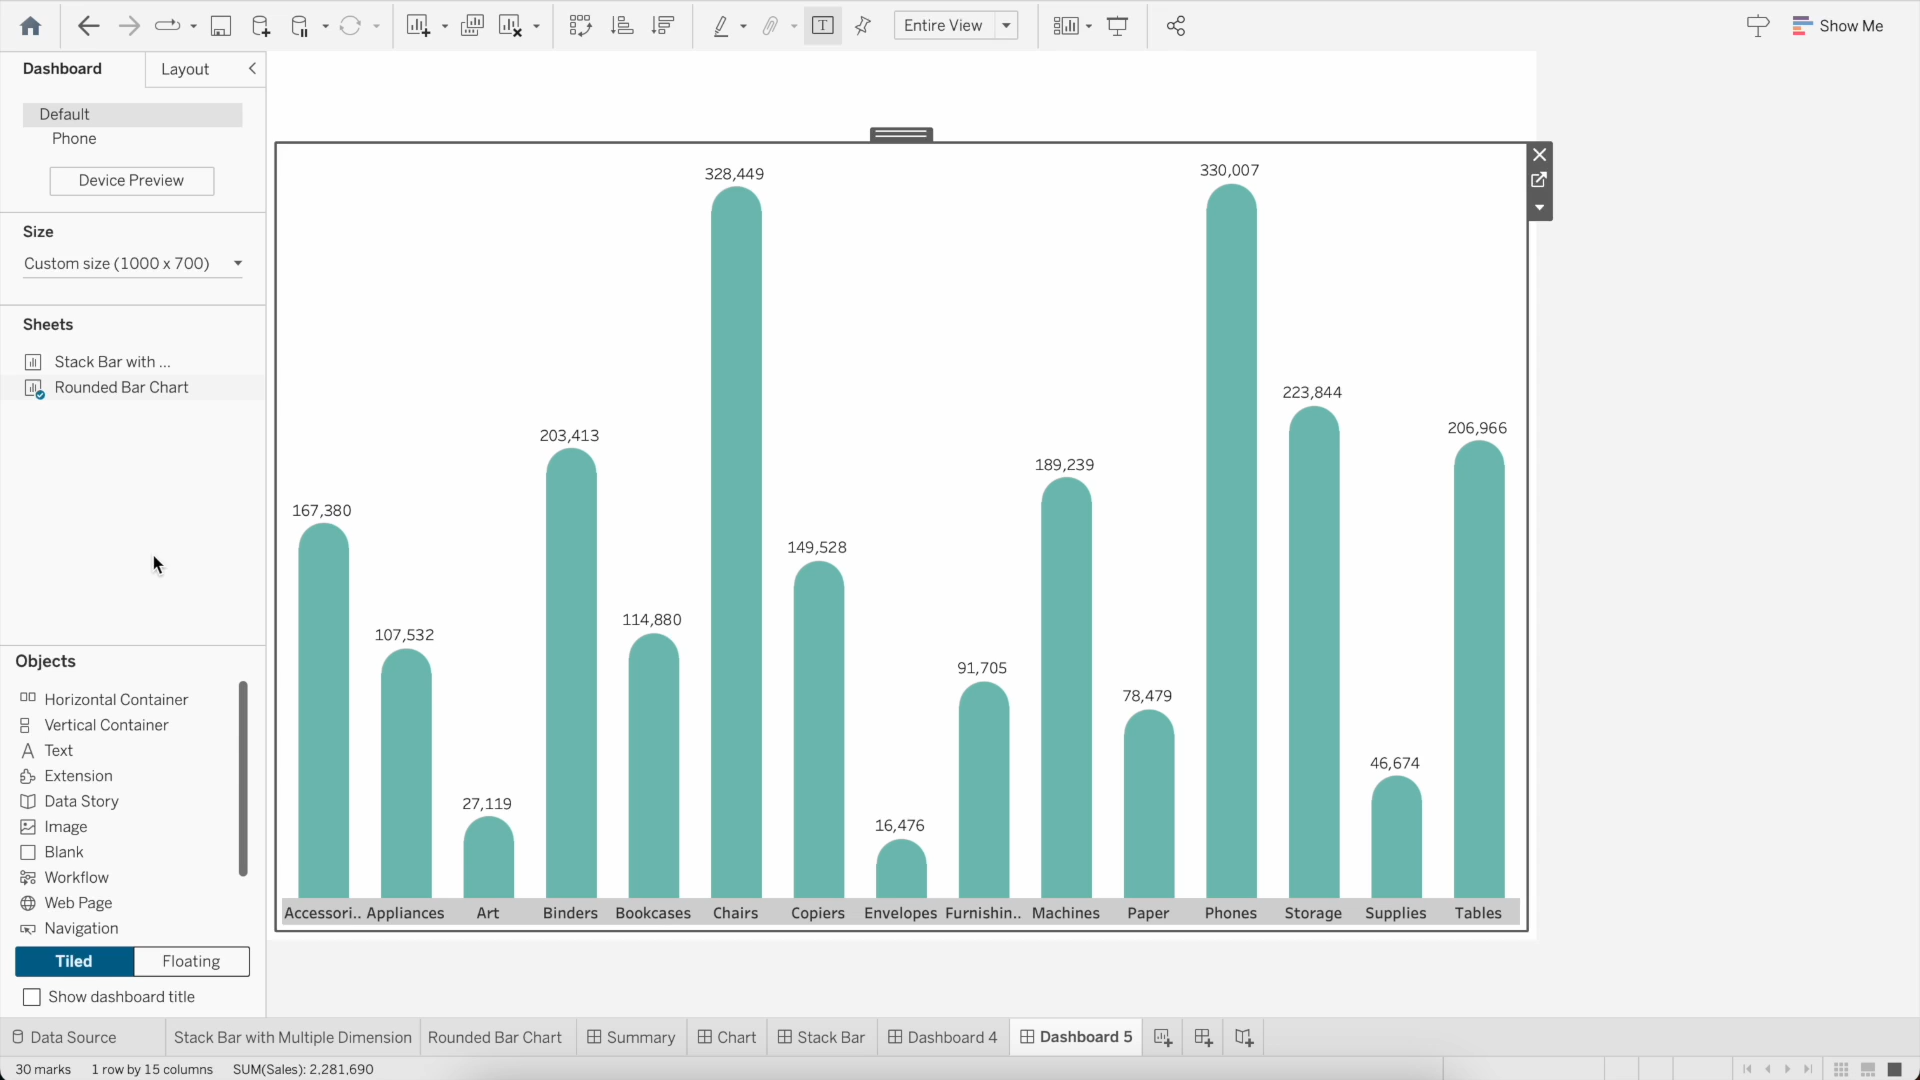 Entire View
Show Me
Dashboard
Layout
Default
Phone
Device Preview
Size
Custom size (1000 x 700)
Sheets
Stack Bar with ...
Rounded Bar Chart
Objects
Horizontal Container
Vertical Container
Text
Extension
Data Story
Image
Blank
Workflow
Web Page
Navigation
Tiled
Floating
Show dashboard title
167,380
107,532
27,119
203,413
114,880
328,449
149,528
16,476
91,705
189,239
78,479
330,007
223,844
46,674
206,966
Accessori.. Appliances Art Binders Bookcases Chairs Copiers Envelopes Furnishin.. Machines Paper Phones Storage Supplies Tables
Data Source
Stack Bar with Multiple Dimension
Rounded Bar Chart
Summary
Chart
Stack Bar
Dashboard 4
Dashboard 5
30 marks 1 row by 15 columns SUM(Sales): 2,281,690